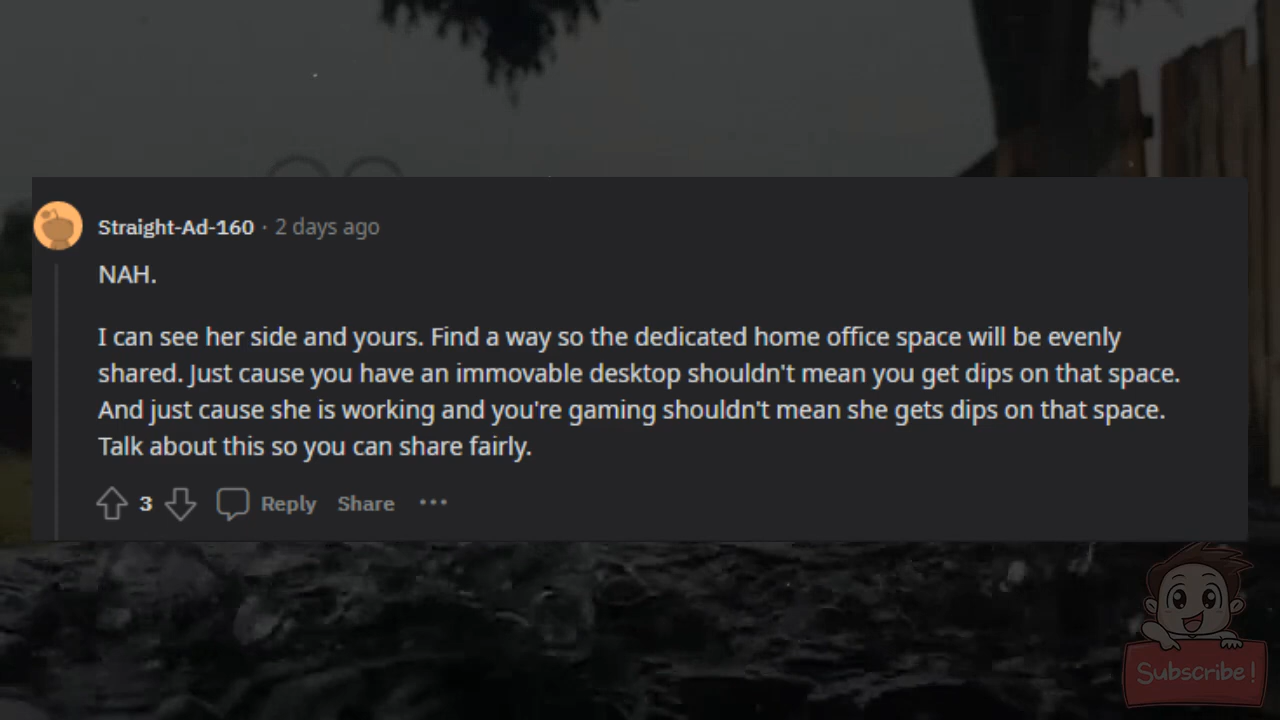 Straight-Ad-160 · 2 days ago
NAH.
I can see her side and yours. Find a way so the dedicated home office space will be evenly
shared. Just cause you have an immovable desktop shouldn't mean you get dips on that space.
And just cause she is working and you're gaming shouldn't mean she gets dips on that space.
Talk about this so you can share fairly.
3 Reply Share ···
Subscribe!